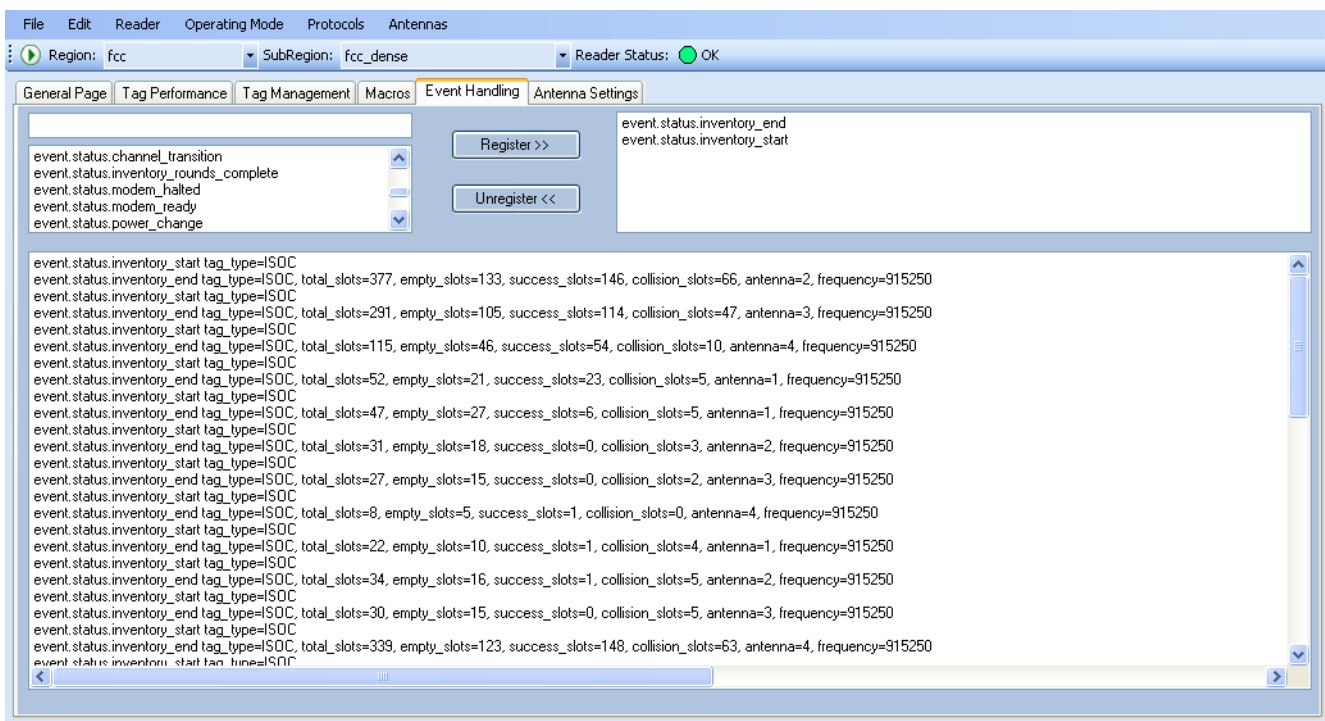 File Edit Reader Operating Mode Protocols Antennas
Region: fcc SubRegion: fcc_dense Reader Status: OK
General Page Tag Performance Tag Management Macros Event Handling Antenna Settings
event.status.channel_transition
event.status.inventory_rounds_complete
event.status.modem_halted
event.status.modem_ready
event.status.power_change
Register >>
Unregister <<
event.status.inventory_end
event.status.inventory_start
event.status.inventory_start tag_type=ISOC
event.status.inventory_end tag_type=ISOC, total_slots=377, empty_slots=133, success_slots=146, collision_slots=66, antenna=2, frequency=915250
event.status.inventory_start tag_type=ISOC
event.status.inventory_end tag_type=ISOC, total_slots=291, empty_slots=105, success_slots=114, collision_slots=47, antenna=3, frequency=915250
event.status.inventory_start tag_type=ISOC
event.status.inventory_end tag_type=ISOC, total_slots=115, empty_slots=46, success_slots=54, collision_slots=10, antenna=4, frequency=915250
event.status.inventory_start tag_type=ISOC
event.status.inventory_end tag_type=ISOC, total_slots=52, empty_slots=21, success_slots=23, collision_slots=5, antenna=1, frequency=915250
event.status.inventory_start tag_type=ISOC
event.status.inventory_end tag_type=ISOC, total_slots=47, empty_slots=27, success_slots=6, collision_slots=5, antenna=1, frequency=915250
event.status.inventory_start tag_type=ISOC
event.status.inventory_end tag_type=ISOC, total_slots=31, empty_slots=18, success_slots=0, collision_slots=3, antenna=2, frequency=915250
event.status.inventory_start tag_type=ISOC
event.status.inventory_end tag_type=ISOC, total_slots=27, empty_slots=15, success_slots=0, collision_slots=2, antenna=3, frequency=915250
event.status.inventory_start tag_type=ISOC
event.status.inventory_end tag_type=ISOC, total_slots=8, empty_slots=5, success_slots=1, collision_slots=0, antenna=4, frequency=915250
event.status.inventory_start tag_type=ISOC
event.status.inventory_end tag_type=ISOC, total_slots=22, empty_slots=10, success_slots=1, collision_slots=4, antenna=1, frequency=915250
event.status.inventory_start tag_type=ISOC
event.status.inventory_end tag_type=ISOC, total_slots=34, empty_slots=16, success_slots=1, collision_slots=5, antenna=2, frequency=915250
event.status.inventory_start tag_type=ISOC
event.status.inventory_end tag_type=ISOC, total_slots=30, empty_slots=15, success_slots=0, collision_slots=5, antenna=3, frequency=915250
event.status.inventory_start tag_type=ISOC
event.status.inventory_end tag_type=ISOC, total_slots=339, empty_slots=123, success_slots=148, collision_slots=63, antenna=4, frequency=915250
event.status.inventory_start tag_type=ISOC